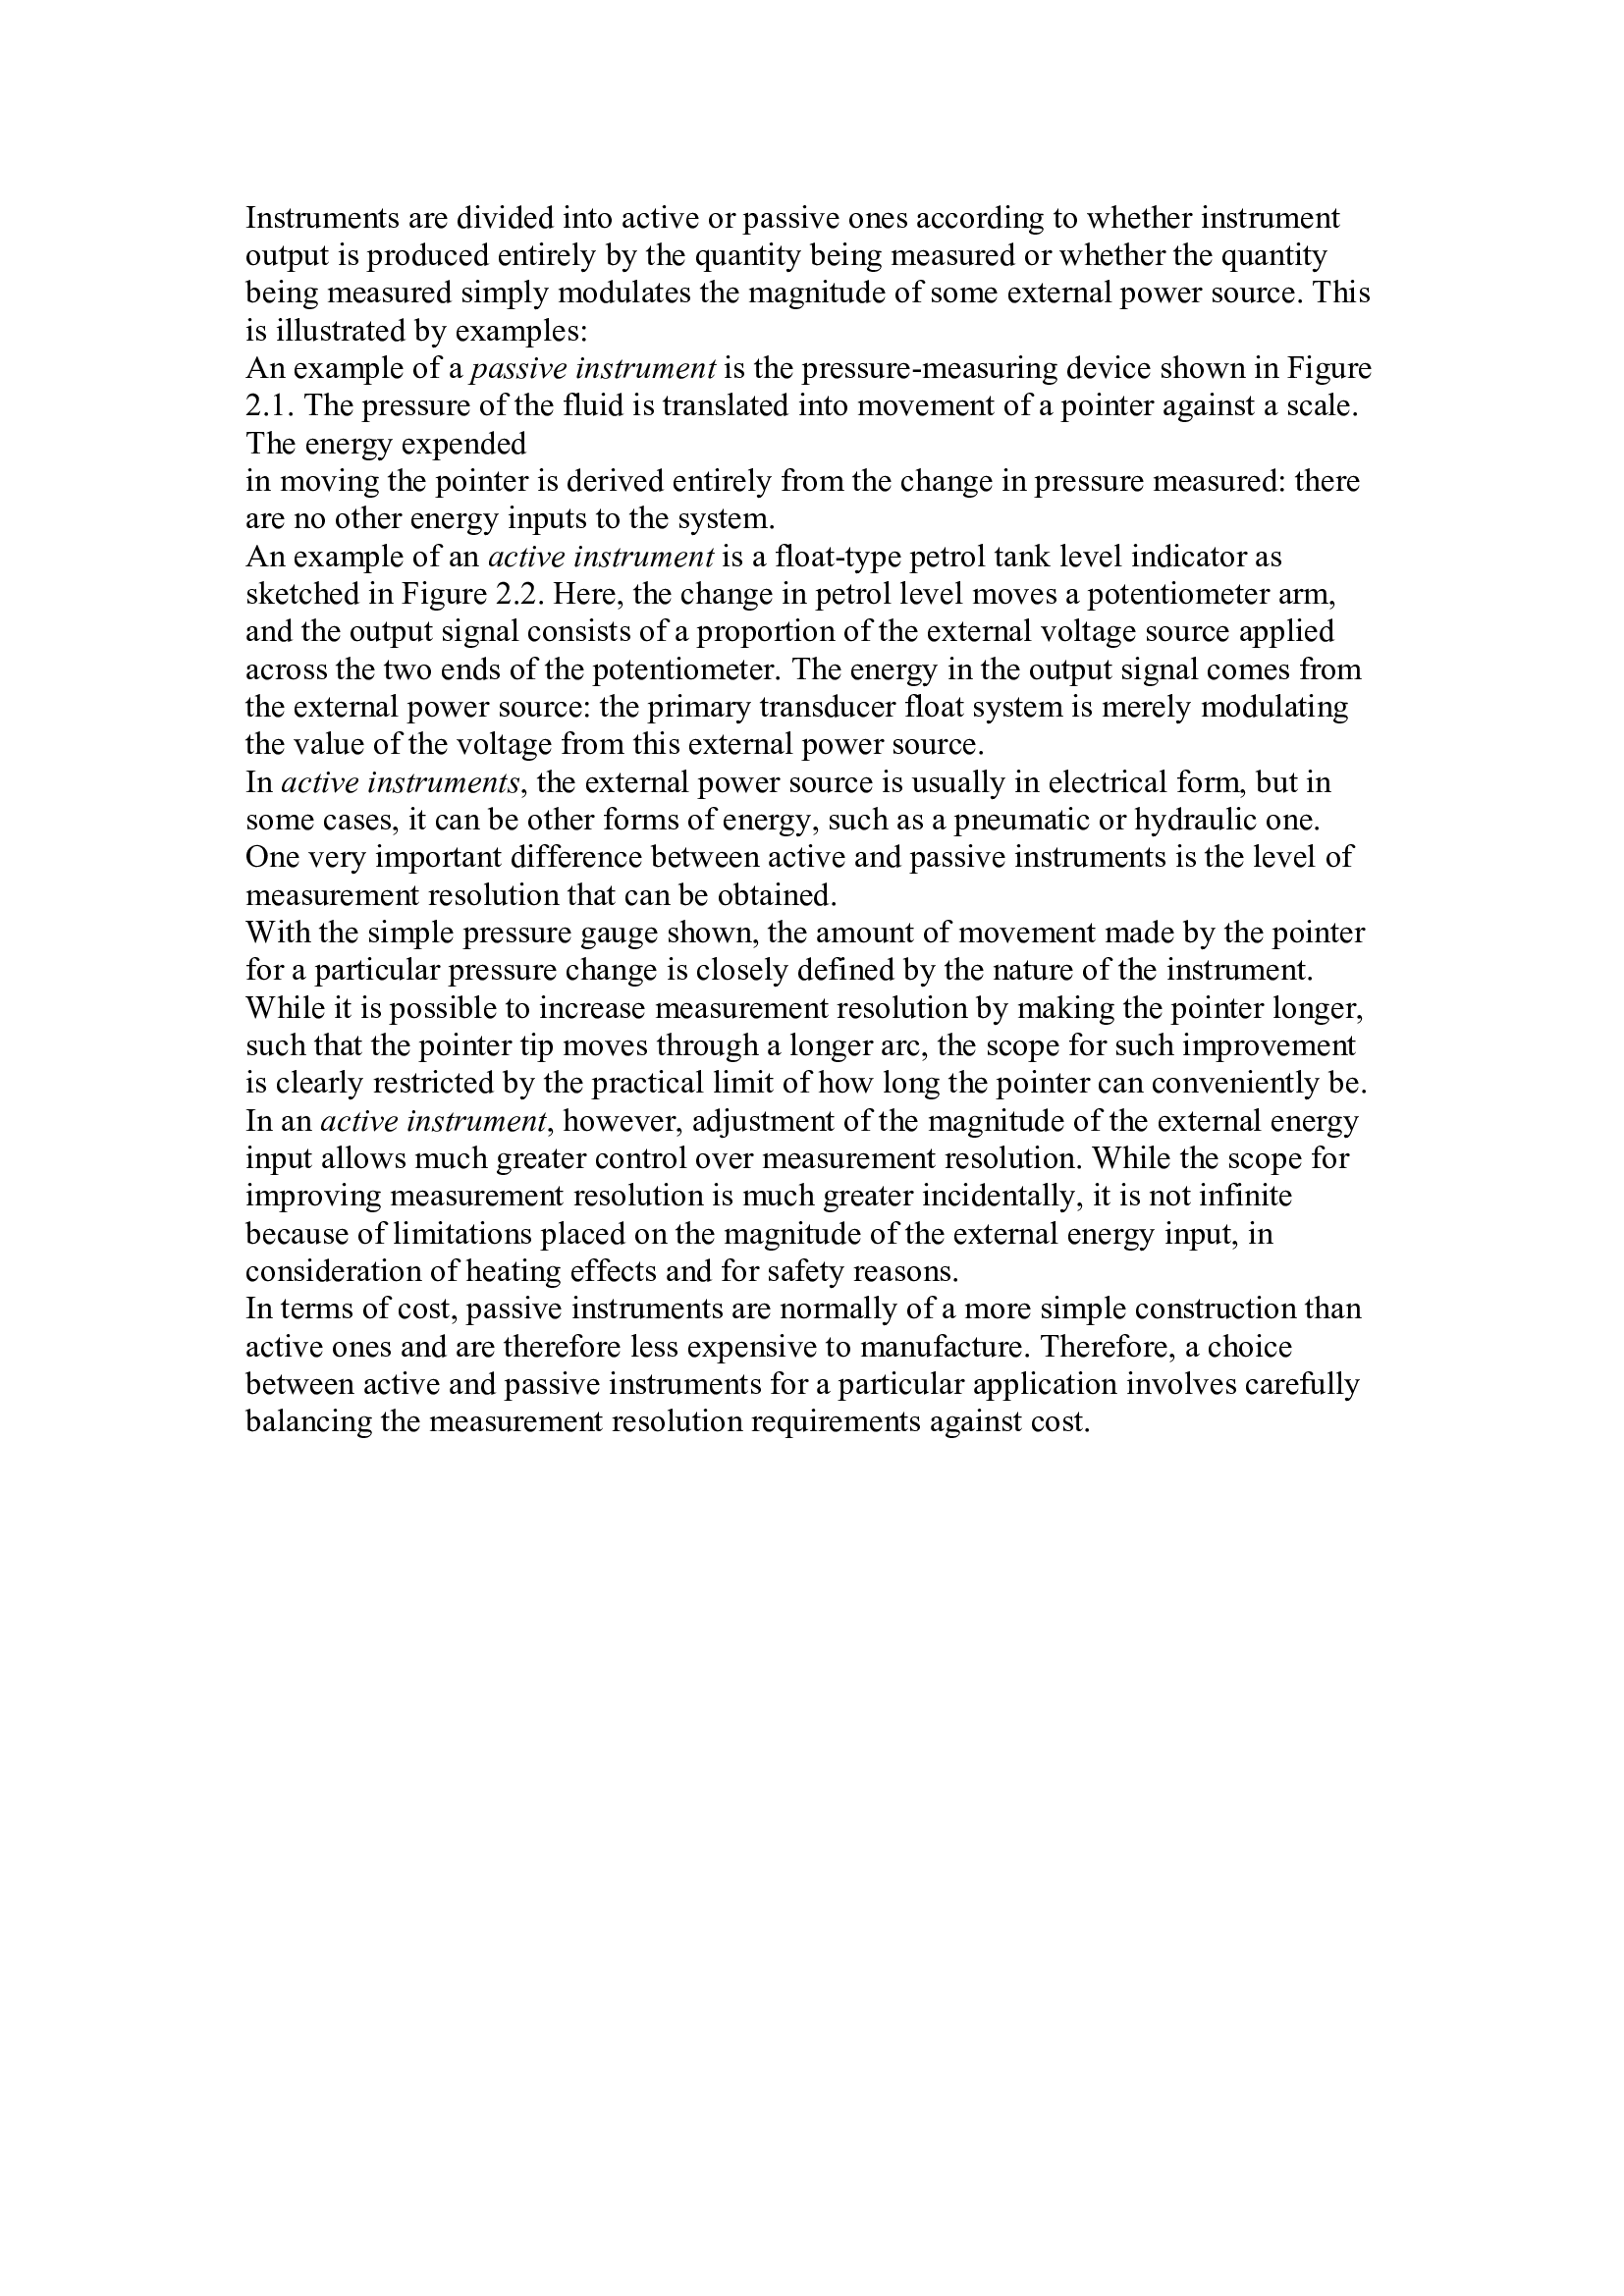 Instruments are divided into active or passive ones according to whether instrument
output is produced entirely by the quantity being measured or whether the quantity
being measured simply modulates the magnitude of some external power source. This
is illustrated by examples:
An example of a passive instrument is the pressure-measuring device shown in Figure
2.1. The pressure of the fluid is translated into movement of a pointer against a scale.
The energy expended
in moving the pointer is derived entirely from the change in pressure measured: there
are no other energy inputs to the system.
An example of an active instrument is a float-type petrol tank level indicator as
sketched in Figure 2.2. Here, the change in petrol level moves a potentiometer arm,
and the output signal consists of a proportion of the external voltage source applied
across the two ends of the potentiometer. The energy in the output signal comes from
the external power source: the primary transducer float system is merely modulating
the value of the voltage from this external power source.
In active instruments, the external power source is usually in electrical form, but in
some cases, it can be other forms of energy, such as a pneumatic or hydraulic one.
One very important difference between active and passive instruments is the level of
measurement resolution that can be obtained.
With the simple pressure gauge shown, the amount of movement made by the pointer
for a particular pressure change is closely defined by the nature of the instrument.
While it is possible to increase measurement resolution by making the pointer longer,
such that the pointer tip moves through a longer arc, the scope for such improvement
is clearly restricted by the practical limit of how long the pointer can conveniently be.
In an active instrument, however, adjustment of the magnitude of the external energy
input allows much greater control over measurement resolution. While the scope for
improving measurement resolution is much greater incidentally, it is not infinite
because of limitations placed on the magnitude of the external energy input, in
consideration of heating effects and for safety reasons.
In terms of cost, passive instruments are normally of a more simple construction than
active ones and are therefore less expensive to manufacture. Therefore, a choice
between active and passive instruments for a particular application involves carefully
balancing the measurement resolution requirements against cost.